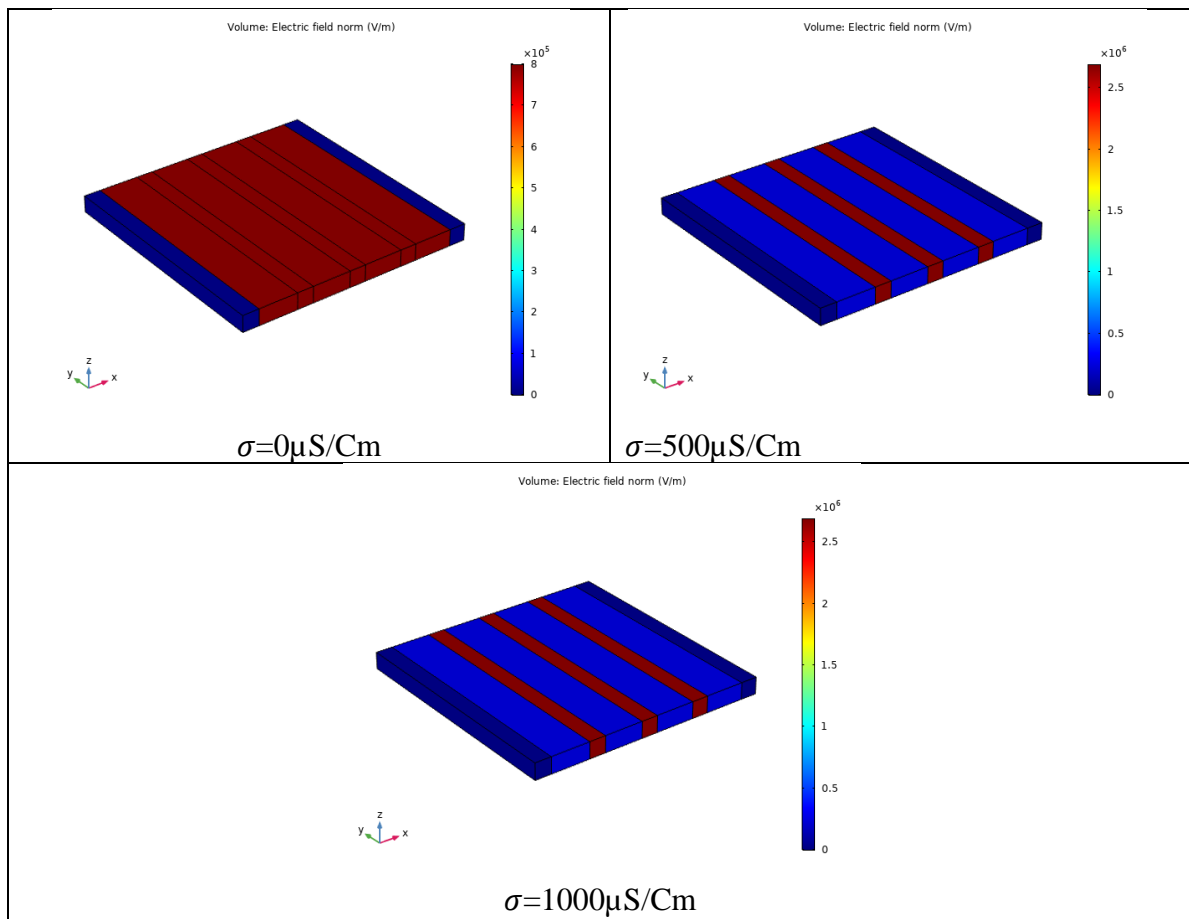 Volume: Electric field norm (V/m)
×10⁵
8
7
6
5
4
3
2
1
0
y z x
σ=0µS/Cm
Volume: Electric field norm (V/m)
×10⁶
2.5
2
1.5
1
0.5
0
y z x
σ=500µS/Cm
Volume: Electric field norm (V/m)
×10⁶
2.5
2
1.5
1
0.5
0
y z x
σ=1000µS/Cm